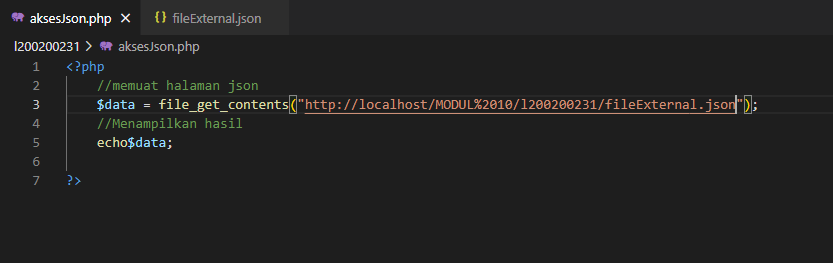 aksesJson.php
fileExternal.json
l200200231 > aksesJson.php
1 <?php
2 //memuat halaman json
3 $data = file_get_contents("http://localhost/MODUL%2010/l200200231/fileExternal.json");
4 //Menampilkan hasil
5 echo$data;
6
7 ?>